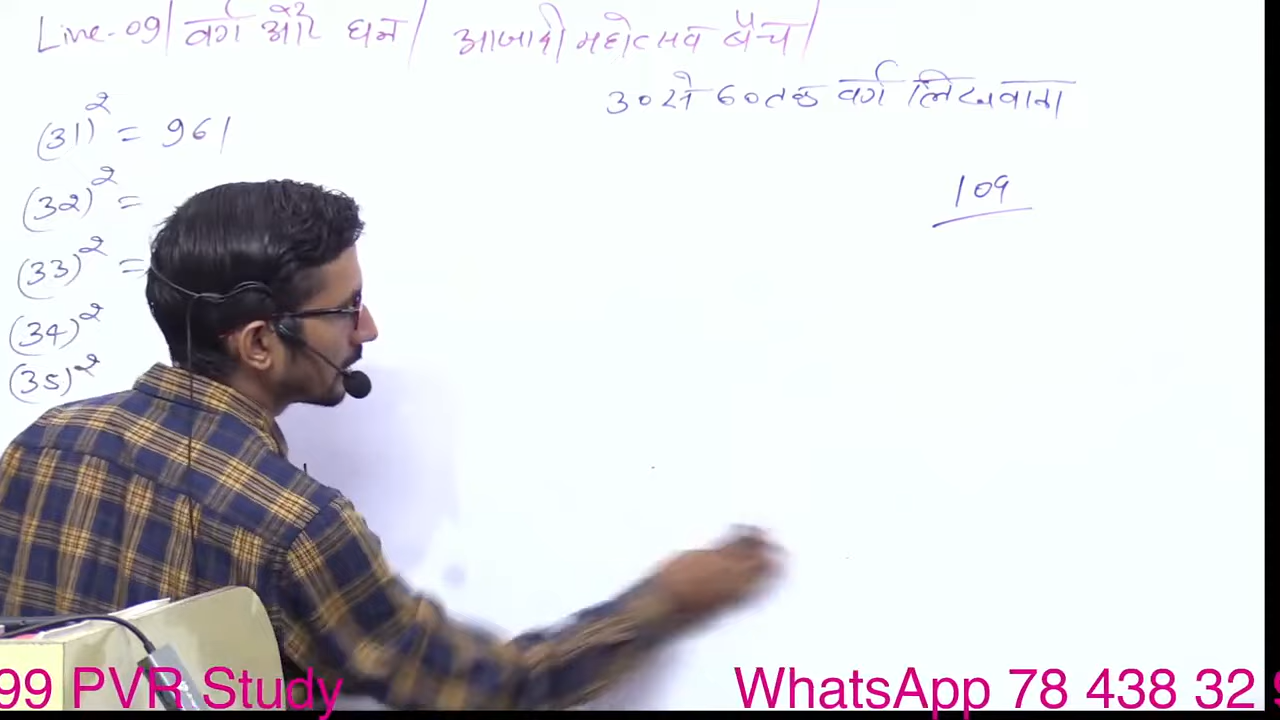 Live-09/ वर्ग और घन/ आजादी महोत्सव बैच/
30 से 60 तक वर्ग लिखवाना
(31)² = 961
109
(32)² =
(33)² =
(34)²
(35)²
99 PVR Study WhatsApp 78 438 32